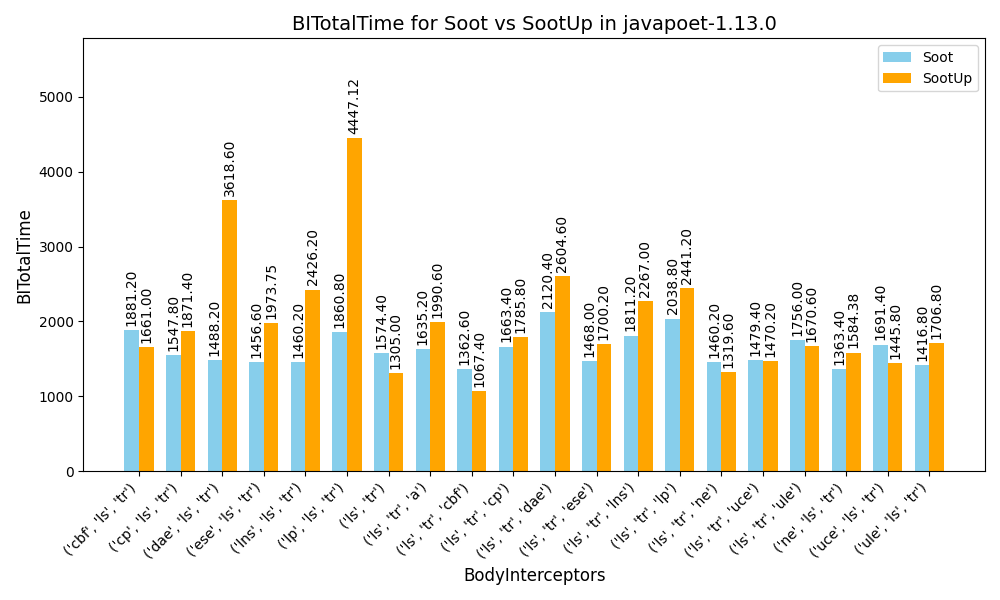 BITotalTime for Soot vs SootUp in javapoet-1.13.0
Soot
SootUp
BITotalTime
5000
4000
3000
2000
1000
0
1881.20
1661.00
1547.80
1871.40
1488.20
3618.60
1456.60
1973.75
1460.20
2426.20
1860.80
4447.12
1574.40
1305.00
1635.20
1990.60
1362.60
1067.40
1663.40
1785.80
2120.40
2604.60
1468.00
1700.20
1811.20
2267.00
2038.80
2441.20
1460.20
1319.60
1479.40
1470.20
1756.00
1670.60
1363.40
1584.38
1691.40
1445.80
1416.80
1706.80
('cbf', 'ls', 'tr')
('cp', 'ls', 'tr')
('dae', 'ls', 'tr')
('ese', 'ls', 'tr')
('lns', 'ls', 'tr')
('lp', 'ls', 'tr')
('ls', 'tr')
('ls', 'tr', 'a')
('ls', 'tr', 'cbf')
('ls', 'tr', 'cp')
('ls', 'tr', 'dae')
('ls', 'tr', 'ese')
('ls', 'tr', 'lns')
('ls', 'tr', 'lp')
('ls', 'tr', 'ne')
('ls', 'tr', 'uce')
('ls', 'tr', 'ule')
('ne', 'ls', 'tr')
('uce', 'ls', 'tr')
('ule', 'ls', 'tr')
BodyInterceptors